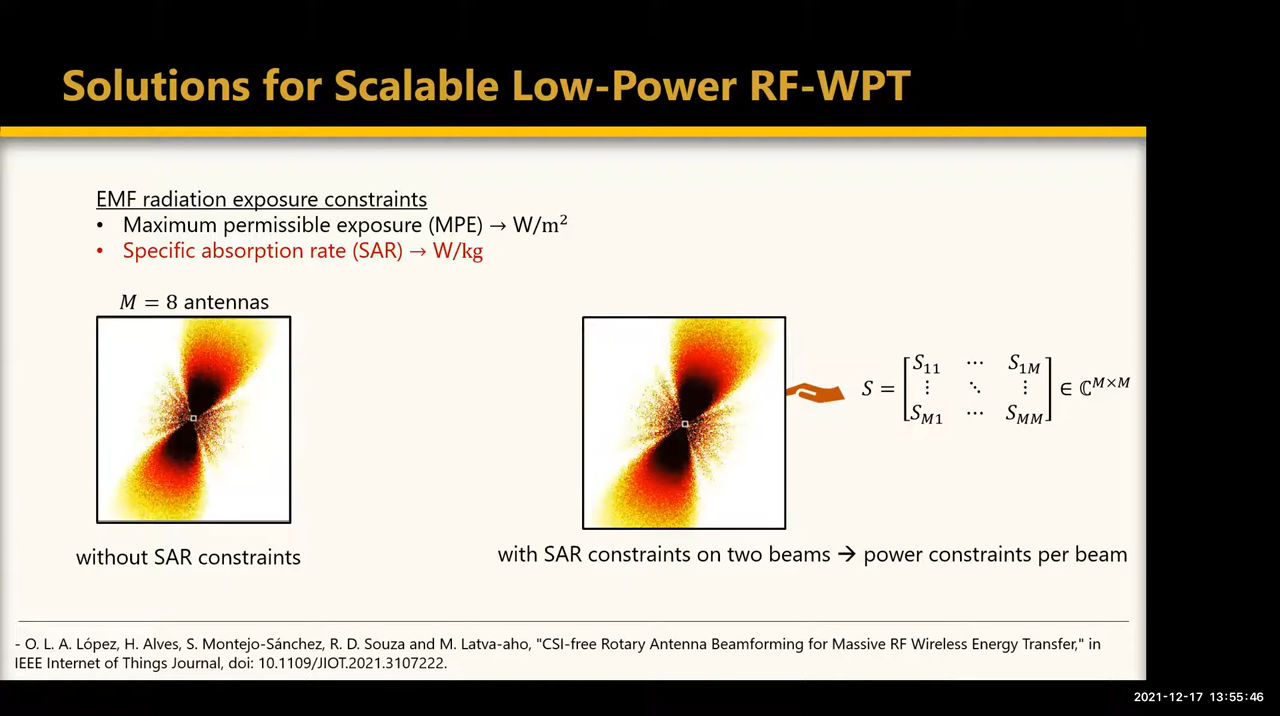 Solutions for Scalable Low-Power RF-WPT
EMF radiation exposure constraints
• Maximum permissible exposure (MPE) → W/m²
• Specific absorption rate (SAR) → W/kg
M = 8 antennas
S = [S₁₁ ⋯ S₁M
⋮ ⋱ ⋮
S_M1 ⋯ S_MM] ∈ ℂ^{M×M}
without SAR constraints
with SAR constraints on two beams → power constraints per beam
- O. L. A. López, H. Alves, S. Montejo-Sánchez, R. D. Souza and M. Latva-aho, "CSI-free Rotary Antenna Beamforming for Massive RF Wireless Energy Transfer," in
IEEE Internet of Things Journal, doi: 10.1109/JIOT.2021.3107222.
2021-12-17 13:55:46